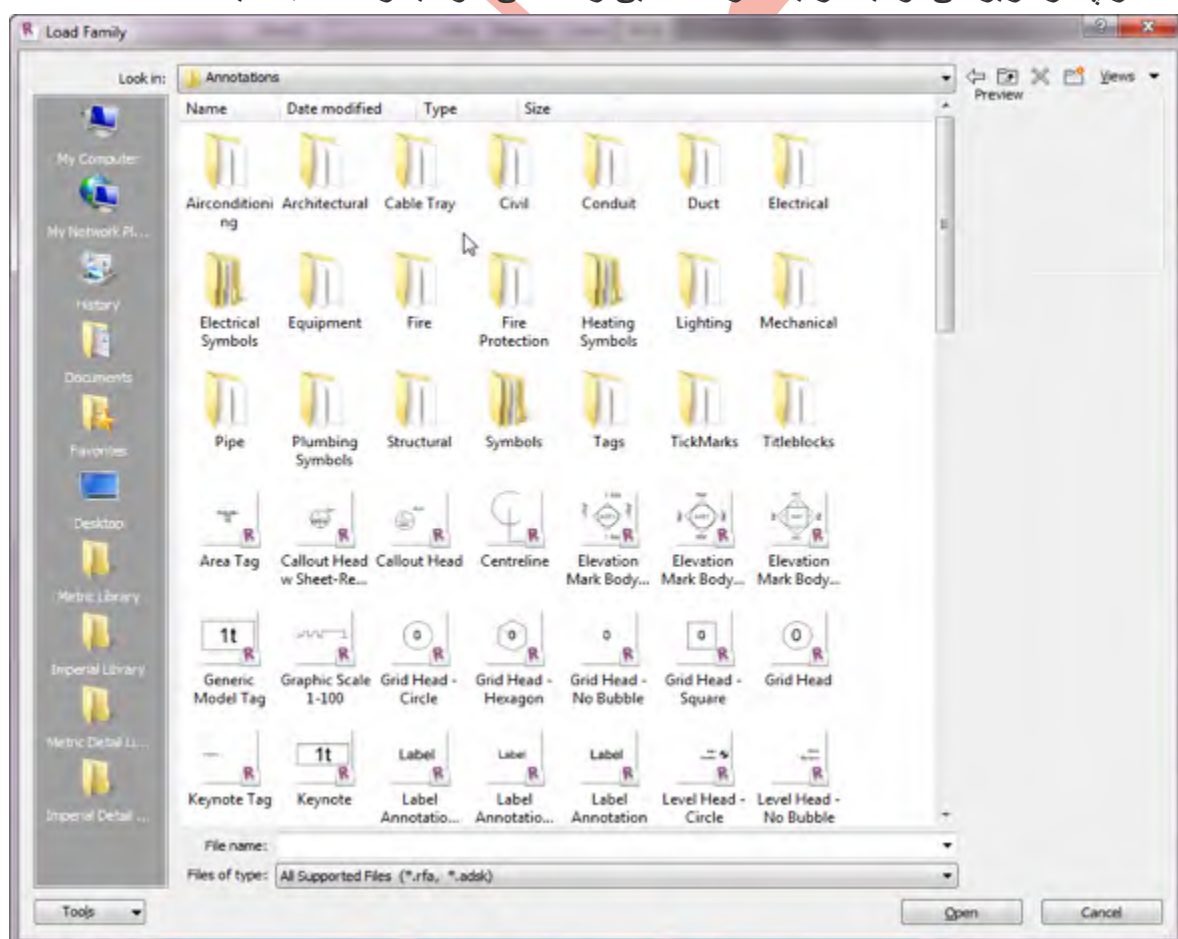 Load Family
Look in:
Annotations
Views
Preview
Name Date modified Type Size
My Computer
My Network Pl...
History
Documents
Favorites
Desktop
Metric Library
Imperial Library
Metric Detail Li...
Imperial Detail ...
Airconditioni
ng
Architectural
Cable Tray
Civil
Conduit
Duct
Electrical
Electrical
Symbols
Equipment
Fire
Fire
Protection
Heating
Symbols
Lighting
Mechanical
Pipe
Plumbing
Symbols
Structural
Symbols
Tags
TickMarks
Titleblocks
Area Tag
Callout Head
w Sheet-Re...
Callout Head
Centreline
Elevation
Mark Body...
Elevation
Mark Body...
Elevation
Mark Body...
1t
Generic
Model Tag
Graphic Scale
1-100
0
Grid Head -
Circle
0
Grid Head -
Hexagon
0
Grid Head -
No Bubble
0
Grid Head -
Square
0
Grid Head
Keynote Tag
1t
Keynote
Label
Label
Annotatio...
Label
Label
Annotatio...
Label
Label
Annotation
Level Head -
Circle
Level Head -
No Bubble
File name:
Files of type: All Supported Files (*.rfa, *.adsk)
Tools
Open
Cancel